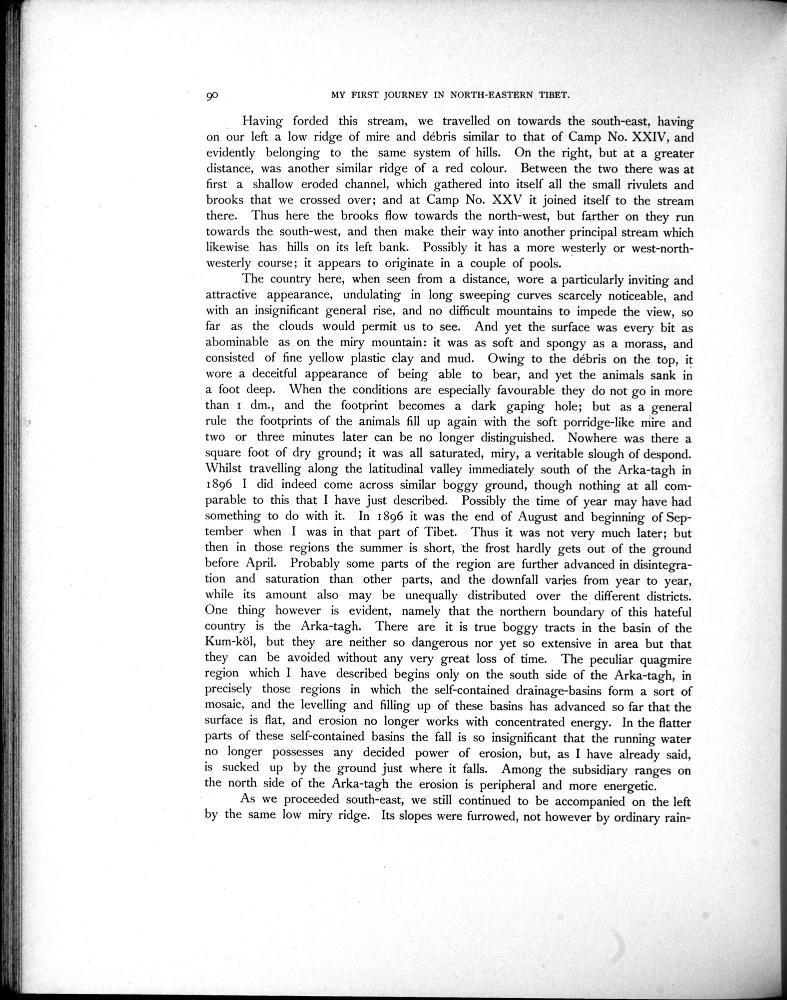 90 MY FIRST JOURNEY IN NORTH-EASTERN TIBET.
Having forded this stream, we travelled on towards the south-east, having
on our left a low ridge of mire and débris similar to that of Camp No. XXIV, and
evidently belonging to the same system of hills. On the right, but at a greater
distance, was another similar ridge of a red colour. Between the two there was at
first a shallow eroded channel, which gathered into itself all the small rivulets and
brooks that we crossed over; and at Camp No. XXV it joined itself to the stream
there. Thus here the brooks flow towards the north-west, but farther on they run
towards the south-west, and then make their way into another principal stream which
likewise has hills on its left bank. Possibly it has a more westerly or west-north-
westerly course; it appears to originate in a couple of pools.
The country here, when seen from a distance, wore a particularly inviting and
attractive appearance, undulating in long sweeping curves scarcely noticeable, and
with an insignificant general rise, and no difficult mountains to impede the view, so
far as the clouds would permit us to see. And yet the surface was every bit as
abominable as on the miry mountain: it was as soft and spongy as a morass, and
consisted of fine yellow plastic clay and mud. Owing to the débris on the top, it
wore a deceitful appearance of being able to bear, and yet the animals sank in
a foot deep. When the conditions are especially favourable they do not go in more
than 1 dm., and the footprint becomes a dark gaping hole; but as a general
rule the footprints of the animals fill up again with the soft porridge-like mire and
two or three minutes later can be no longer distinguished. Nowhere was there a
square foot of dry ground; it was all saturated, miry, a veritable slough of despond.
Whilst travelling along the latitudinal valley immediately south of the Arka-tagh in
1896 I did indeed come across similar boggy ground, though nothing at all com-
parable to this that I have just described. Possibly the time of year may have had
something to do with it. In 1896 it was the end of August and beginning of Sep-
tember when I was in that part of Tibet. Thus it was not very much later; but
then in those regions the summer is short, the frost hardly gets out of the ground
before April. Probably some parts of the region are further advanced in disintegra-
tion and saturation than other parts, and the downfall varies from year to year,
while its amount also may be unequally distributed over the different districts.
One thing however is evident, namely that the northern boundary of this hateful
country is the Arka-tagh. There are it is true boggy tracts in the basin of the
Kum-köl, but they are neither so dangerous nor yet so extensive in area but that
they can be avoided without any very great loss of time. The peculiar quagmire
region which I have described begins only on the south side of the Arka-tagh, in
precisely those regions in which the self-contained drainage-basins form a sort of
mosaic, and the levelling and filling up of these basins has advanced so far that the
surface is flat, and erosion no longer works with concentrated energy. In the flatter
parts of these self-contained basins the fall is so insignificant that the running water
no longer possesses any decided power of erosion, but, as I have already said,
is sucked up by the ground just where it falls. Among the subsidiary ranges on
the north side of the Arka-tagh the erosion is peripheral and more energetic.
As we proceeded south-east, we still continued to be accompanied on the left
by the same low miry ridge. Its slopes were furrowed, not however by ordinary rain-